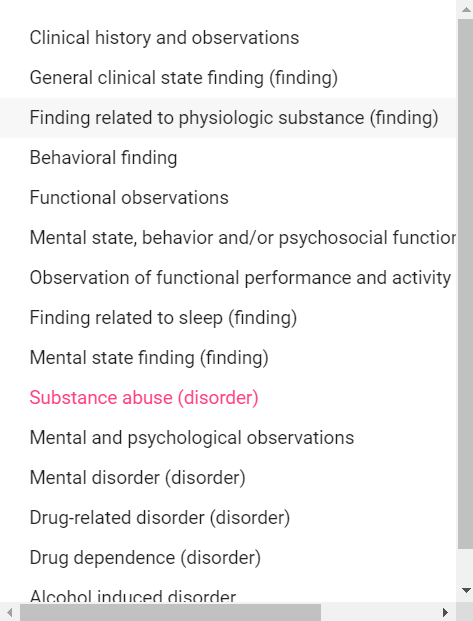 Clinical history and observations
General clinical state finding (finding)
Finding related to physiologic substance (finding)
Behavioral finding
Functional observations
Mental state, behavior and/or psychosocial function
Observation of functional performance and activity
Finding related to sleep (finding)
Mental state finding (finding)
Substance abuse (disorder)
Mental and psychological observations
Mental disorder (disorder)
Drug-related disorder (disorder)
Drug dependence (disorder)
Alcohol induced disorder